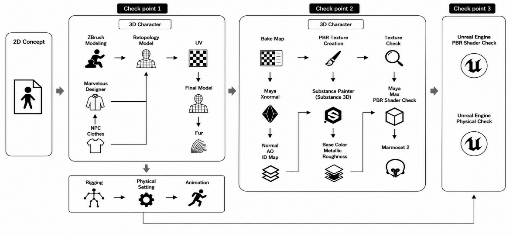 Check point 1
Check point 2
Check point 3
2D Concept
3D Character
ZBrush
Modeling
Retopology
Model
UV
Marvelous
Designer
Final Model
NPC
Clothes
Fur
Rigging
Physical
Setting
Animation
3D Character
Bake Map
PBR Texture
Creation
Texture
Check
Maya
Xnormal
Substance Painter
(Substance 3D)
Maya
Max
PBR Shader Check
Normal
AO
ID Map
Base Color
Metallic
Roughness
Marmoset 2
Unreal Engine
PBR Shader Check
Unreal Engine
Physical Check